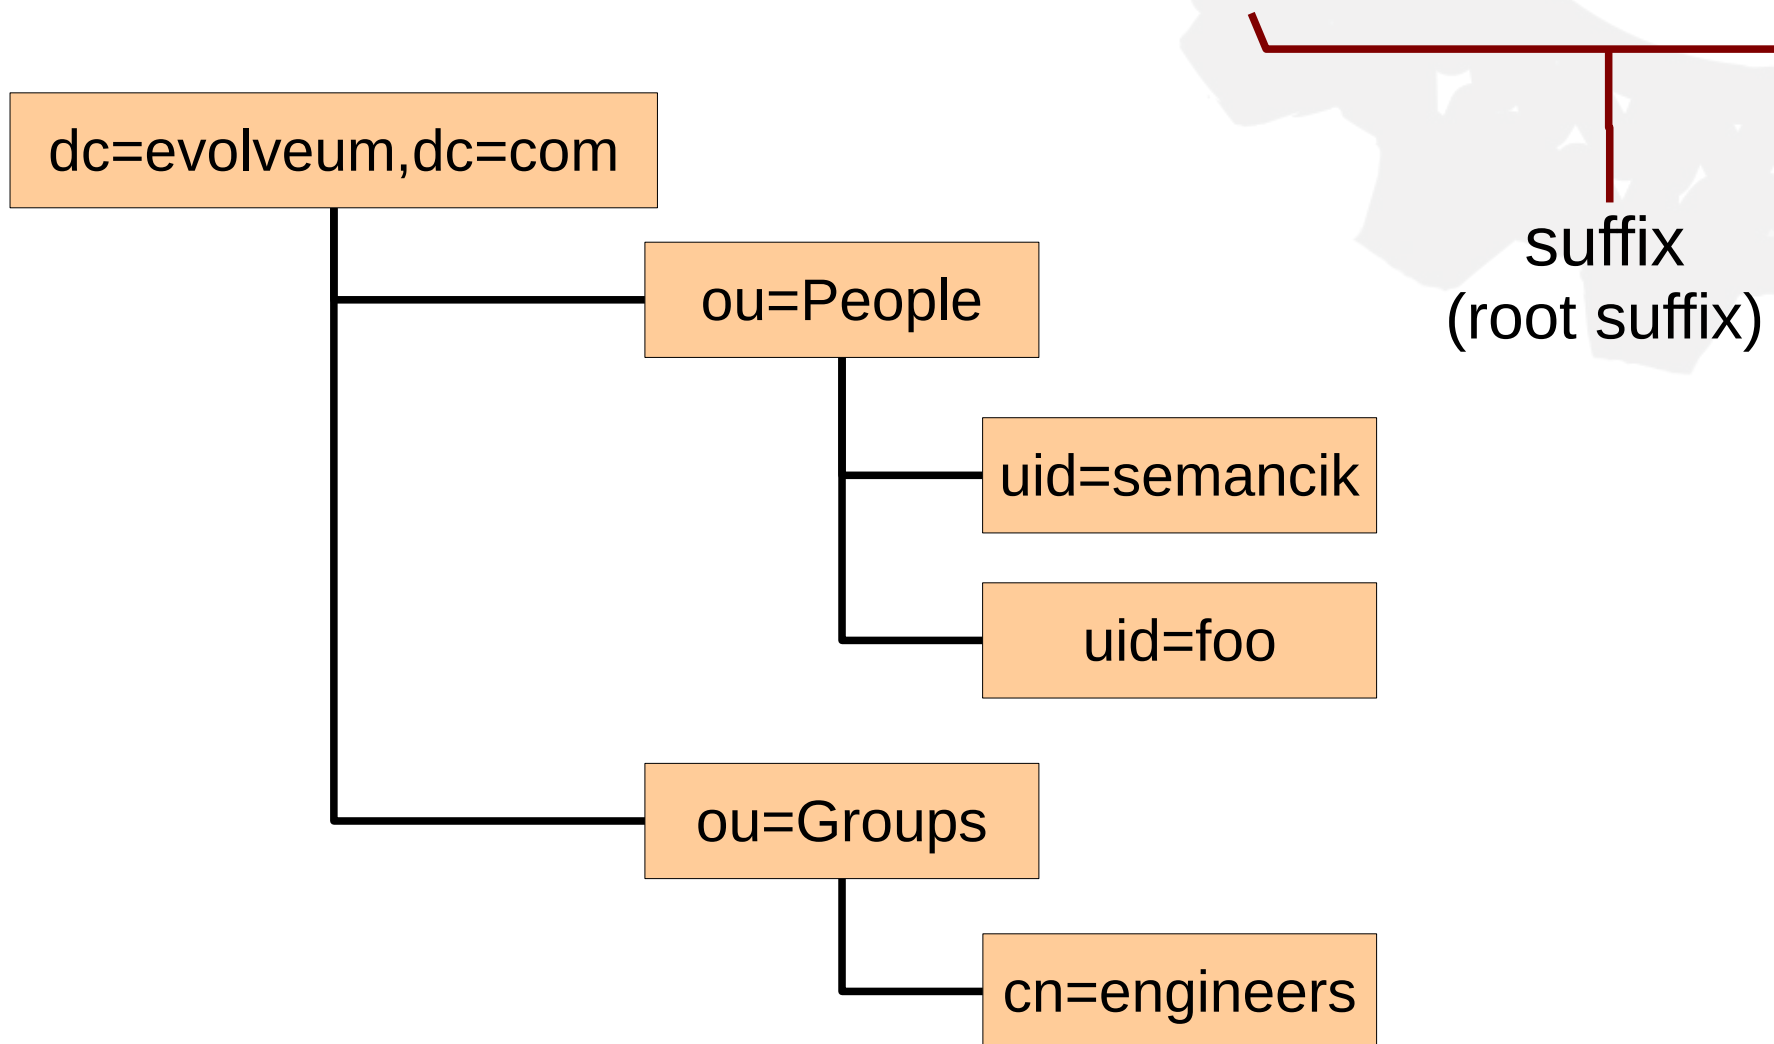 dc=evolveum,dc=com
ou=People
suffix
(root suffix)
uid=semancik
uid=foo
ou=Groups
cn=engineers